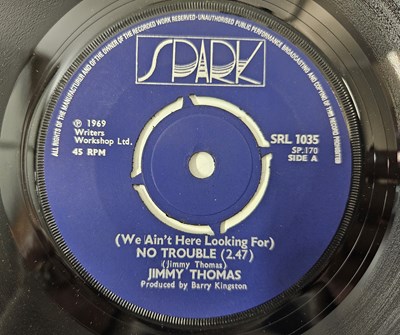 ALL RIGHTS OF THE MANUFACTURER AND OF THE OWNER OF THE RECORDED WORK RESERVED · UNAUTHORISED PUBLIC PERFORMANCE BROADCASTING AND COPYING OF THIS RECORD PROHIBITED
SPARK
℗ 1969
Writers
Workshop Ltd.
45 RPM
SRL 1035
SP.170
SIDE A
(We Ain't Here Looking For)
NO TROUBLE (2.47)
(Jimmy Thomas)
JIMMY THOMAS
Produced by Barry Kingston